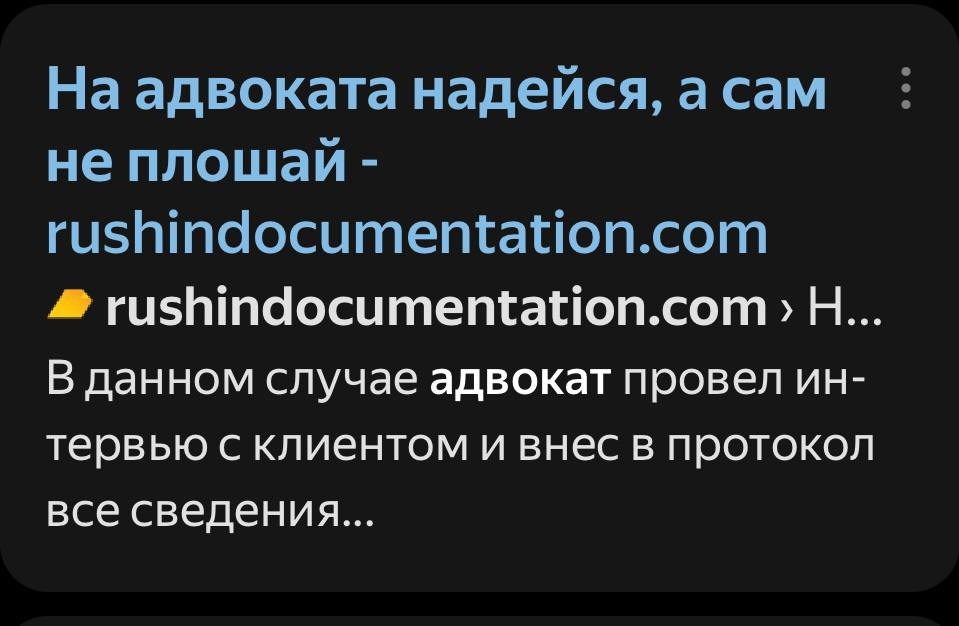 На адвоката надейся, а сам
не плошай -
rushindocumentation.com
rushindocumentation.com › Н...
В данном случае адвокат провел ин-
тервью с клиентом и внес в протокол
все сведения...